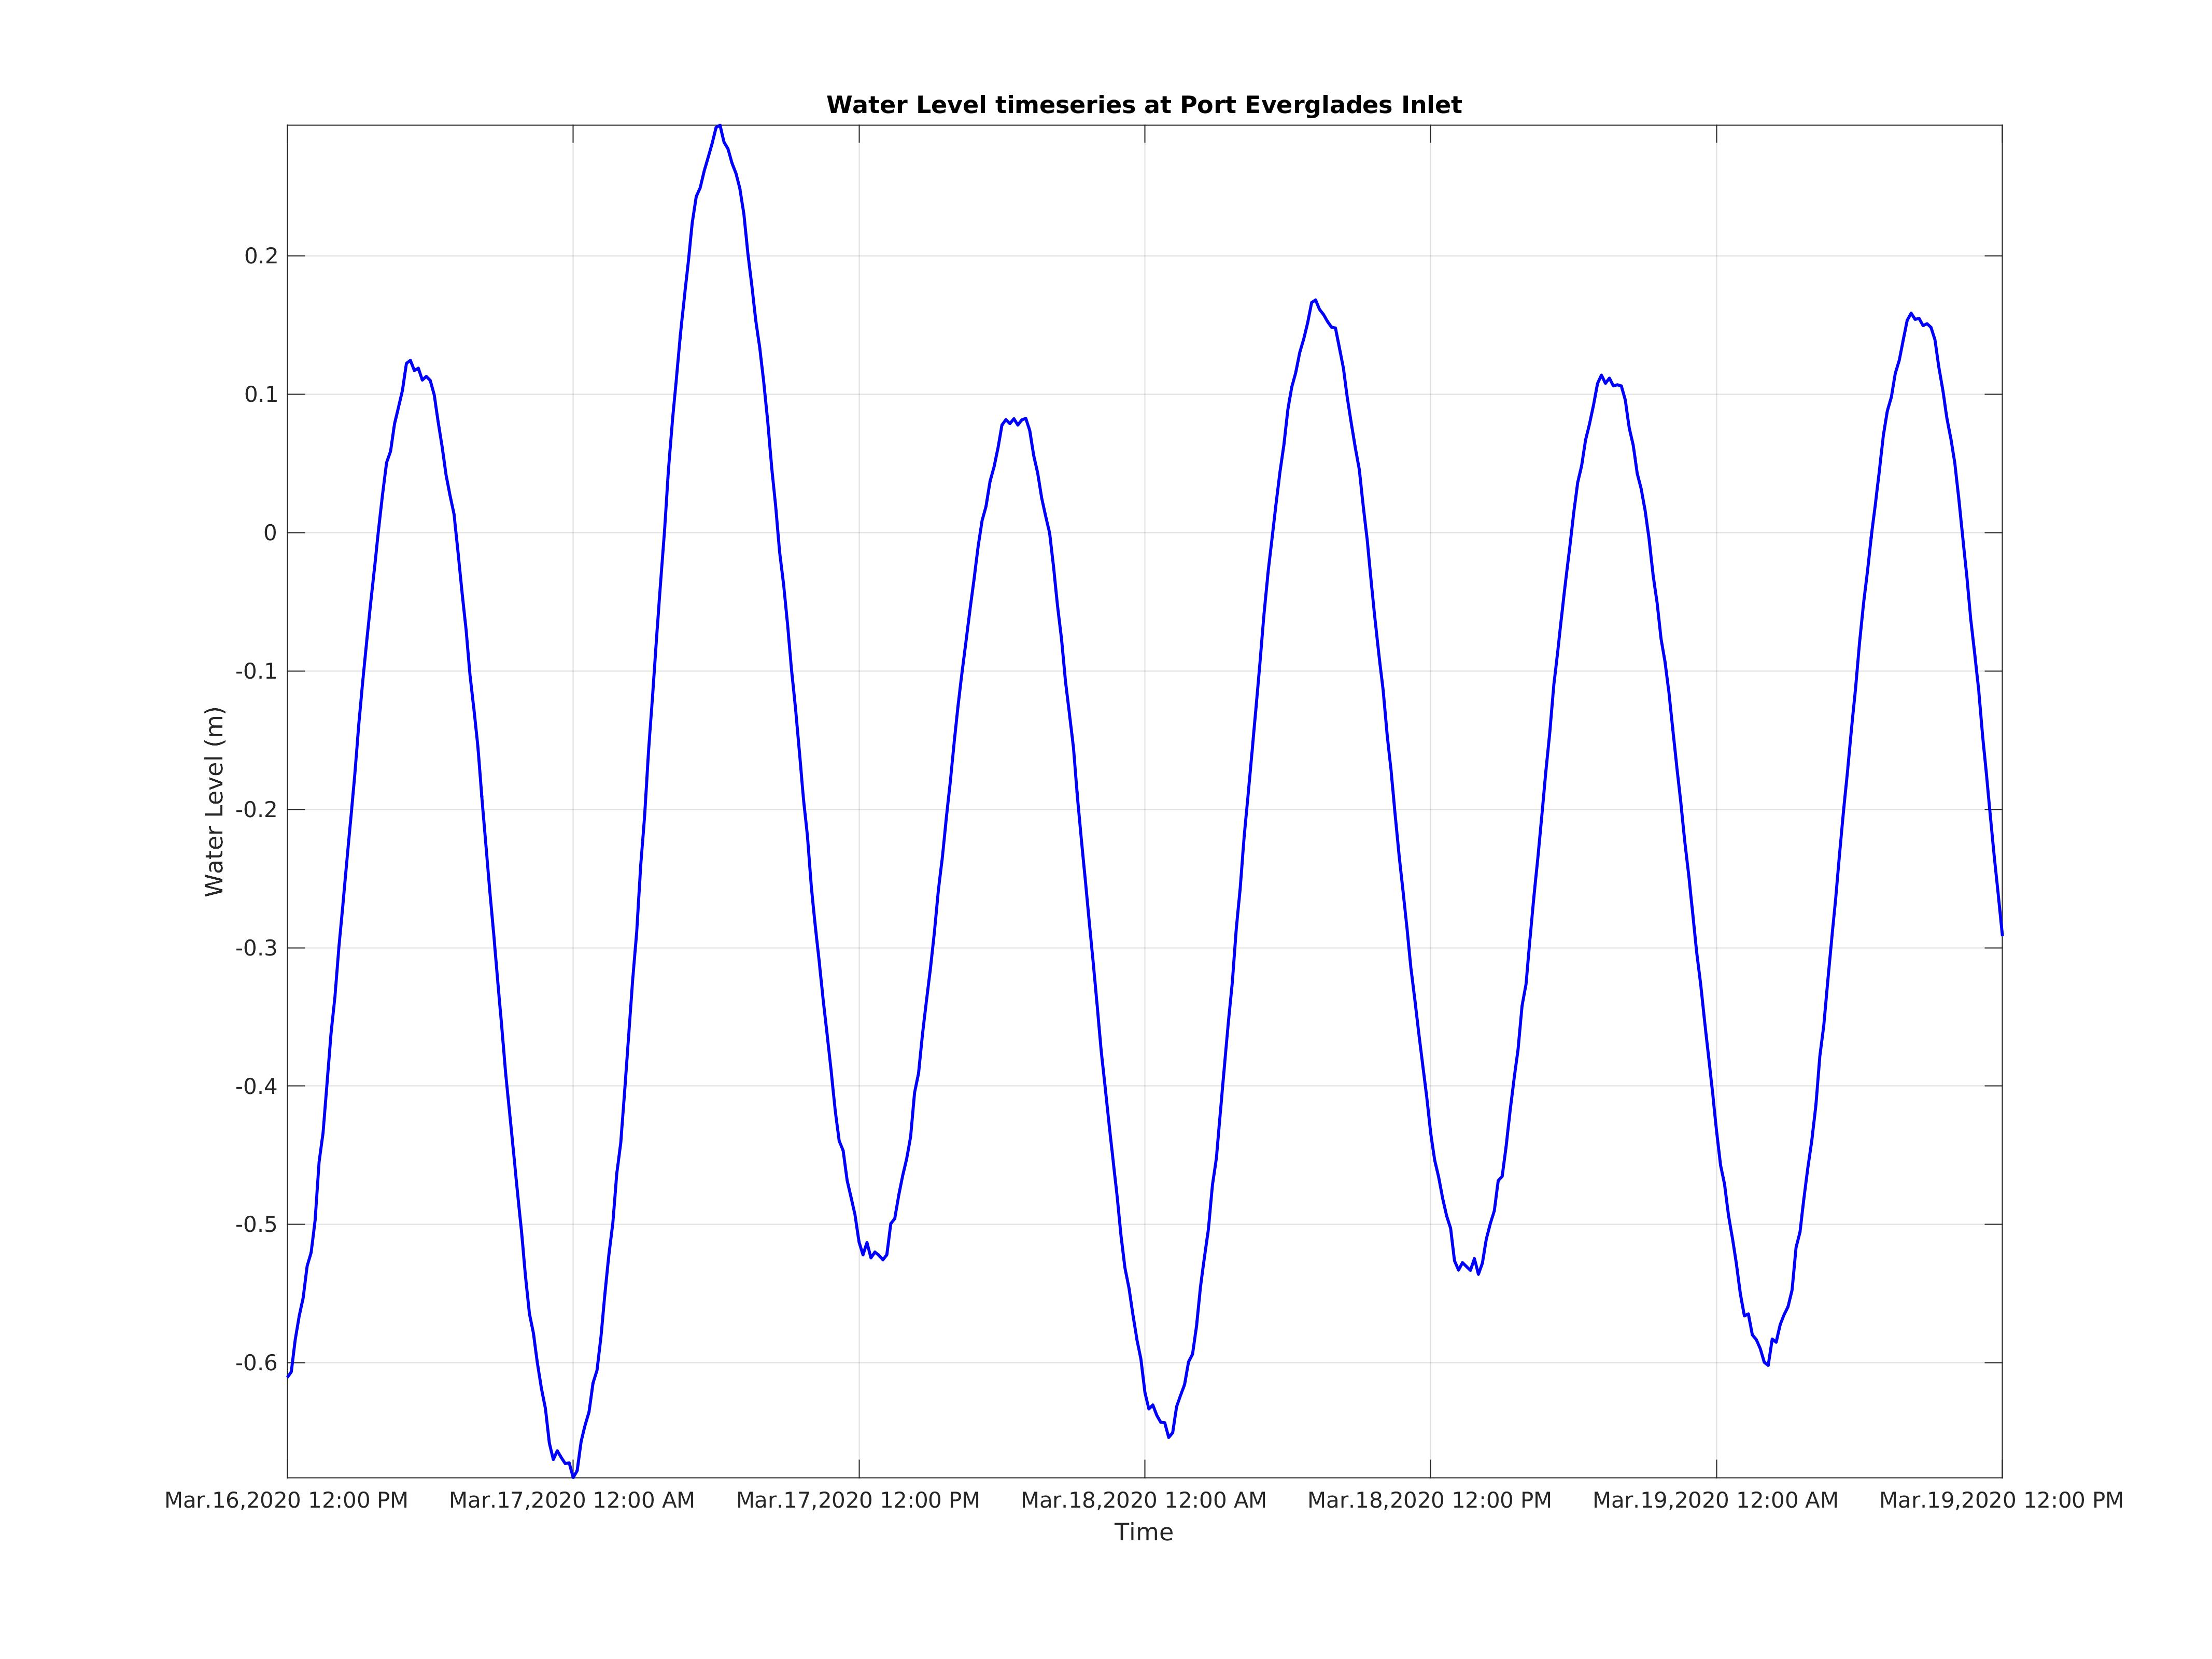 Water Level timeseries at Port Everglades Inlet
0.2
0.1
0
-0.1
-0.2
-0.3
-0.4
-0.5
-0.6
Water Level (m)
Mar.16,2020 12:00 PM Mar.17,2020 12:00 AM Mar.17,2020 12:00 PM Mar.18,2020 12:00 AM Mar.18,2020 12:00 PM Mar.19,2020 12:00 AM Mar.19,2020 12:00 PM
Time